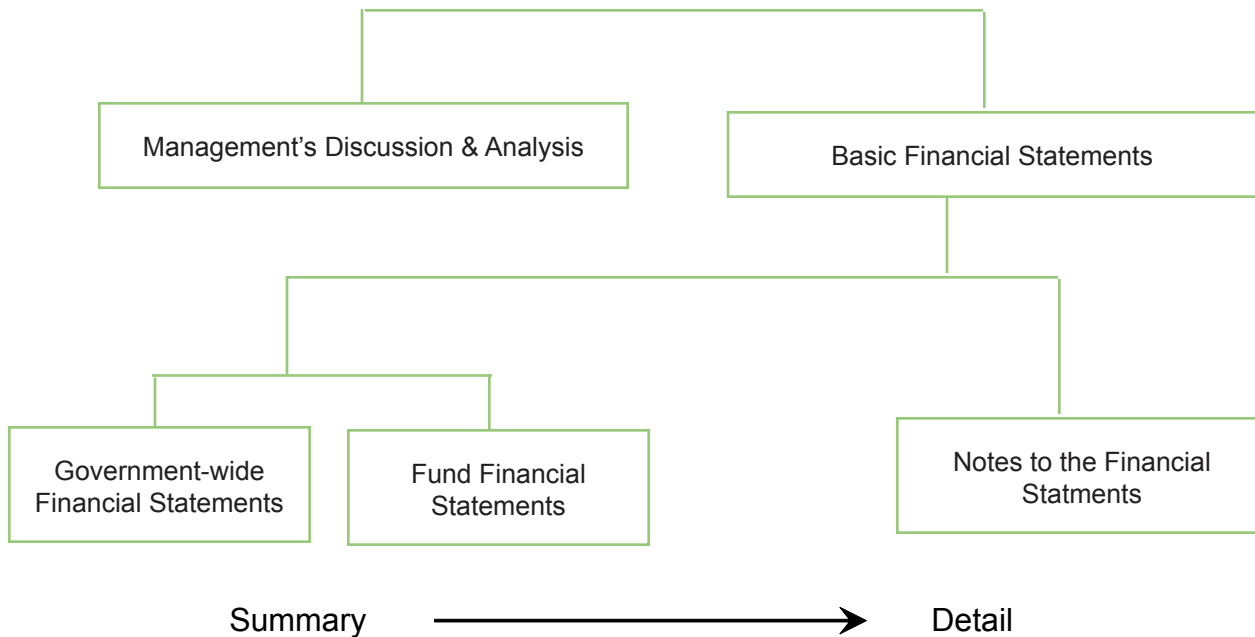 Management’s Discussion & Analysis
Basic Financial Statements
Government-wide
Financial Statements
Fund Financial
Statements
Notes to the Financial
Statments
Summary
Detail